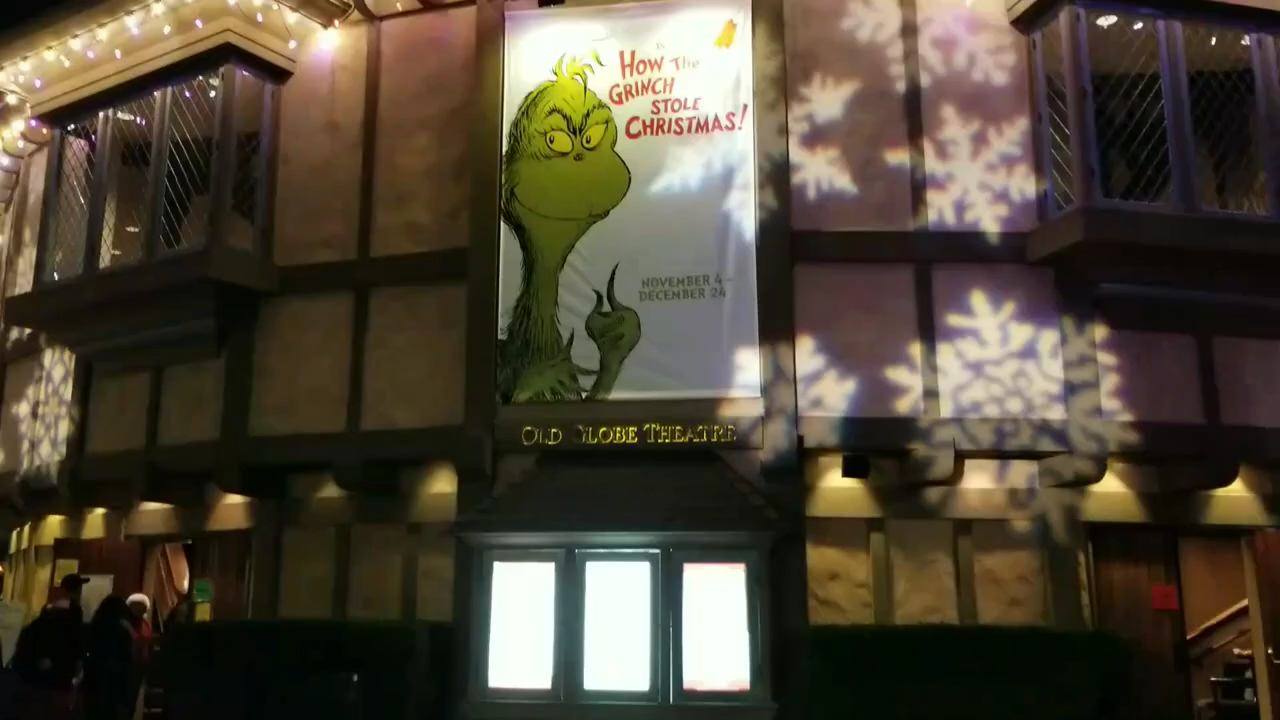 How The
GRINCH
STOLE
CHRISTMAS!
NOVEMBER 4 –
DECEMBER 24
OLD GLOBE THEATRE